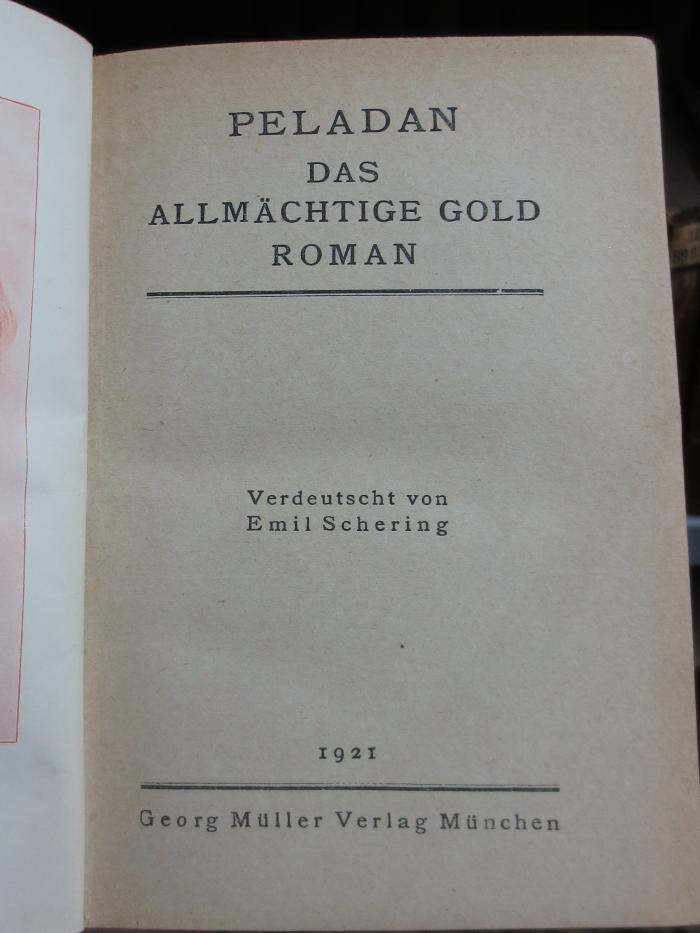 PELADAN
DAS
ALLMÄCHTIGE GOLD
ROMAN
Verdeutscht von
Emil Schering
1921
Georg Müller Verlag München